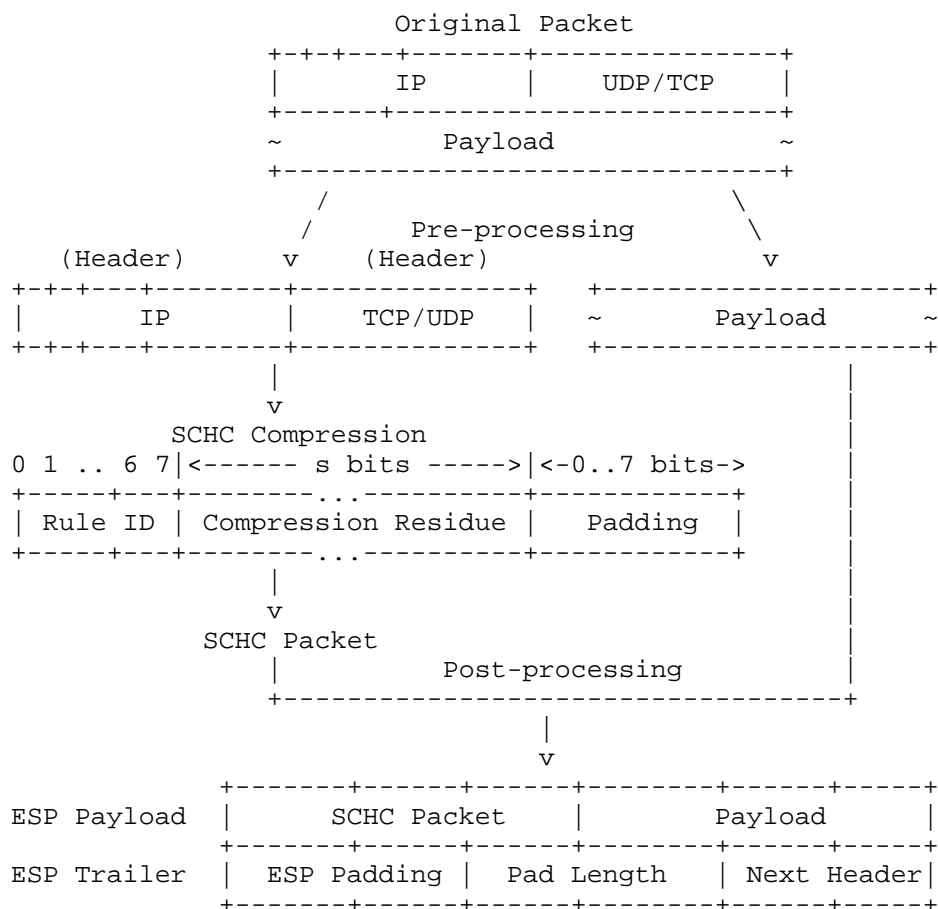 Original Packet
+-+-+---+-------+---------------+
|       IP       |    UDP/TCP    |
+------+------------------------+
~          Payload              ~
+-------------------------------+
/                          \
/      Pre-processing       \
(Header)      v    (Header)                 v
+-+-+---+--------+--------------+   +--------------------+
|       IP       |    TCP/UDP   |   ~       Payload      ~
+-+-+---+--------+--------------+   +--------------------+
|                                   |
v                                   |
SCHC Compression                          |
0 1 .. 6 7|<------ s bits ----->|<-0..7 bits->      |
+-----+---+--------...----------+------------+      |
| Rule ID | Compression Residue |   Padding  |      |
+-----+---+--------...----------+------------+      |
|                                   |
v                                   |
SCHC Packet                             |
|          Post-processing          |
+-----------------------------------+
|
v
+-------+------+------+--------+------+-----+
ESP Payload  |      SCHC Packet    |        Payload      |
+-------+------+------+--------+------+-----+
ESP Trailer  |  ESP Padding |  Pad Length   | Next Header|
+-------+------+------+--------+------+-----+